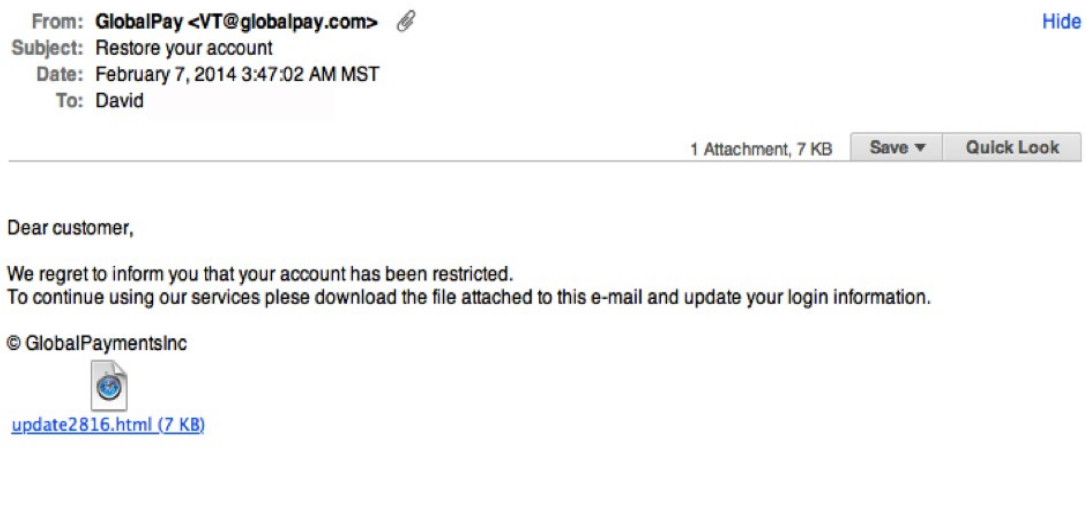 From: GlobalPay <VT@globalpay.com>
Hide
Subject: Restore your account
Date: February 7, 2014 3:47:02 AM MST
To: David
1 Attachment, 7 KB Save ▼ Quick Look
Dear customer,
We regret to inform you that your account has been restricted.
To continue using our services plese download the file attached to this e-mail and update your login information.
© GlobalPaymentsInc
update2816.html (7 KB)